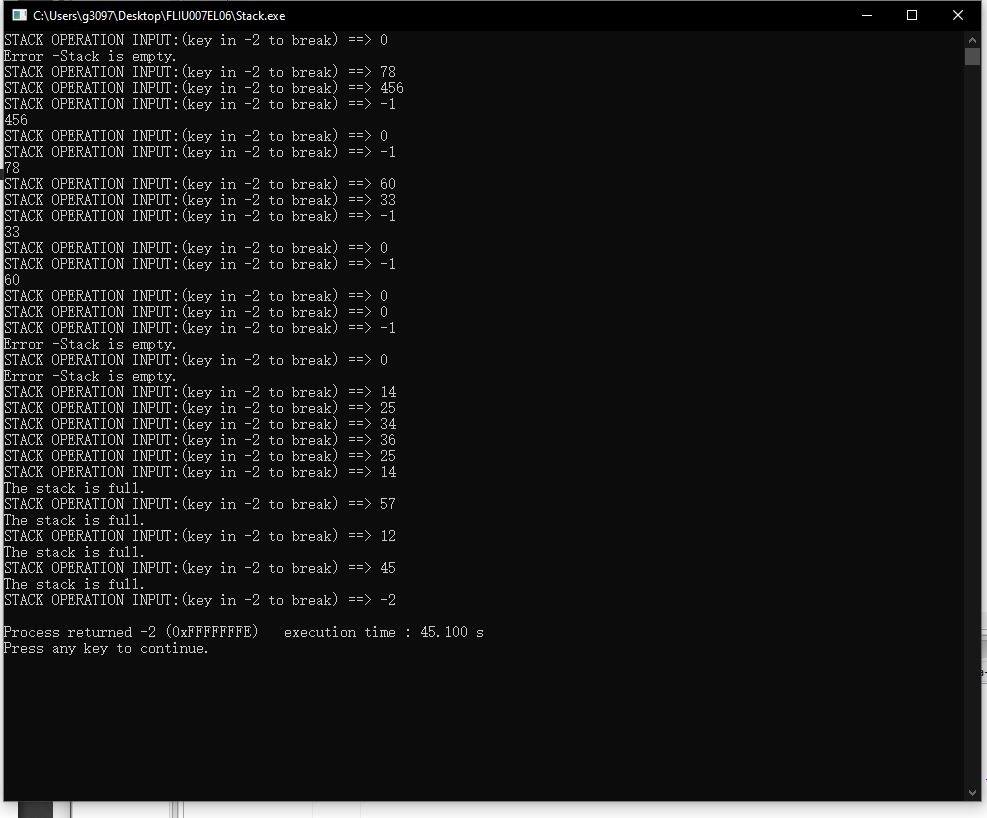 C:\Users\g3097\Desktop\FLIU007EL06\Stack.exe
STACK OPERATION INPUT:(key in -2 to break) ==> 0
Error -Stack is empty.
STACK OPERATION INPUT:(key in -2 to break) ==> 78
STACK OPERATION INPUT:(key in -2 to break) ==> 456
STACK OPERATION INPUT:(key in -2 to break) ==> -1
456
STACK OPERATION INPUT:(key in -2 to break) ==> 0
STACK OPERATION INPUT:(key in -2 to break) ==> -1
78
STACK OPERATION INPUT:(key in -2 to break) ==> 60
STACK OPERATION INPUT:(key in -2 to break) ==> 33
STACK OPERATION INPUT:(key in -2 to break) ==> -1
33
STACK OPERATION INPUT:(key in -2 to break) ==> 0
STACK OPERATION INPUT:(key in -2 to break) ==> -1
60
STACK OPERATION INPUT:(key in -2 to break) ==> 0
STACK OPERATION INPUT:(key in -2 to break) ==> 0
STACK OPERATION INPUT:(key in -2 to break) ==> -1
Error -Stack is empty.
STACK OPERATION INPUT:(key in -2 to break) ==> 0
Error -Stack is empty.
STACK OPERATION INPUT:(key in -2 to break) ==> 14
STACK OPERATION INPUT:(key in -2 to break) ==> 25
STACK OPERATION INPUT:(key in -2 to break) ==> 34
STACK OPERATION INPUT:(key in -2 to break) ==> 36
STACK OPERATION INPUT:(key in -2 to break) ==> 25
STACK OPERATION INPUT:(key in -2 to break) ==> 14
The stack is full.
STACK OPERATION INPUT:(key in -2 to break) ==> 57
The stack is full.
STACK OPERATION INPUT:(key in -2 to break) ==> 12
The stack is full.
STACK OPERATION INPUT:(key in -2 to break) ==> 45
The stack is full.
STACK OPERATION INPUT:(key in -2 to break) ==> -2
Process returned -2 (0xFFFFFFFE)   execution time : 45.100 s
Press any key to continue.